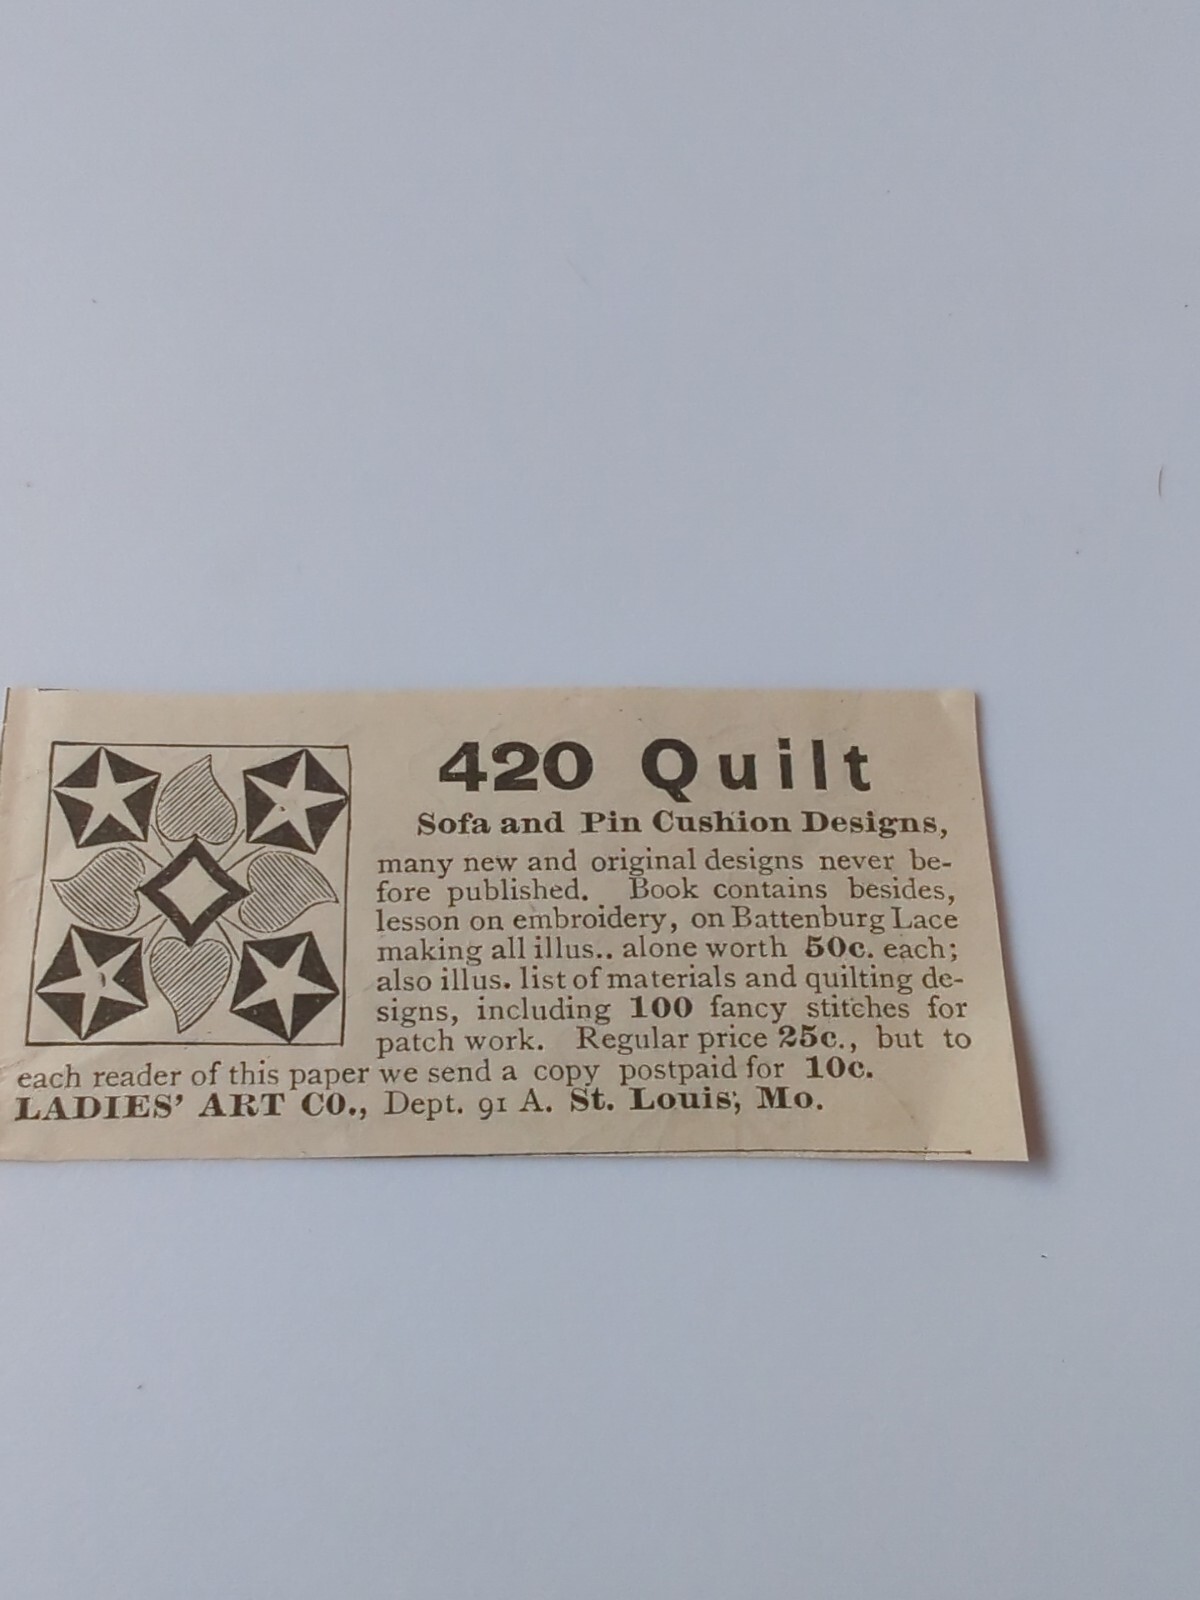 420 Quilt
Sofa and Pin Cushion Designs,
many new and original designs never be-
fore published. Book contains besides,
lesson on embroidery, on Battenburg Lace
making all illus.. alone worth 50c. each;
also illus. list of materials and quilting de-
signs, including 100 fancy stitches for
patch work. Regular price 25c., but to
each reader of this paper we send a copy postpaid for 10c.
LADIES' ART CO., Dept. 91 A. St. Louis, Mo.